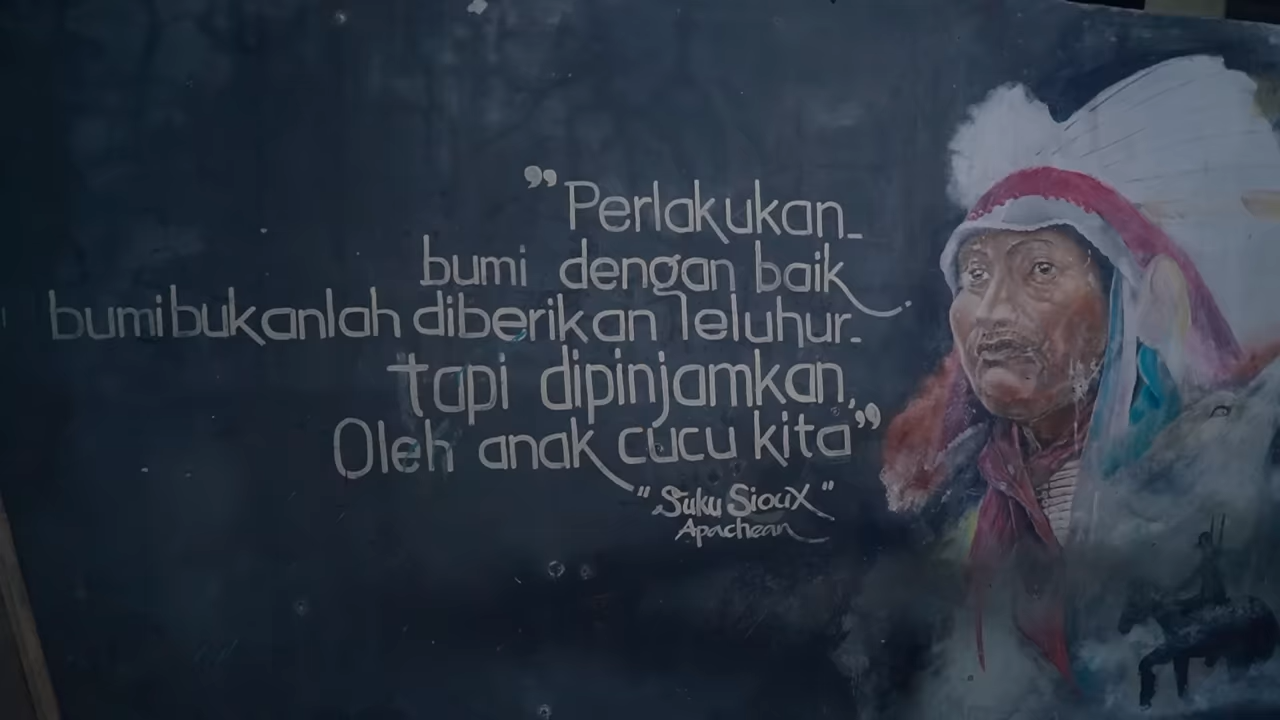 "Perlakukan
bumi dengan baik
bumi bukanlah diberikan leluhur
tapi dipinjamkan
Oleh anak cucu kita"
"Suku Sioux"
Apachean